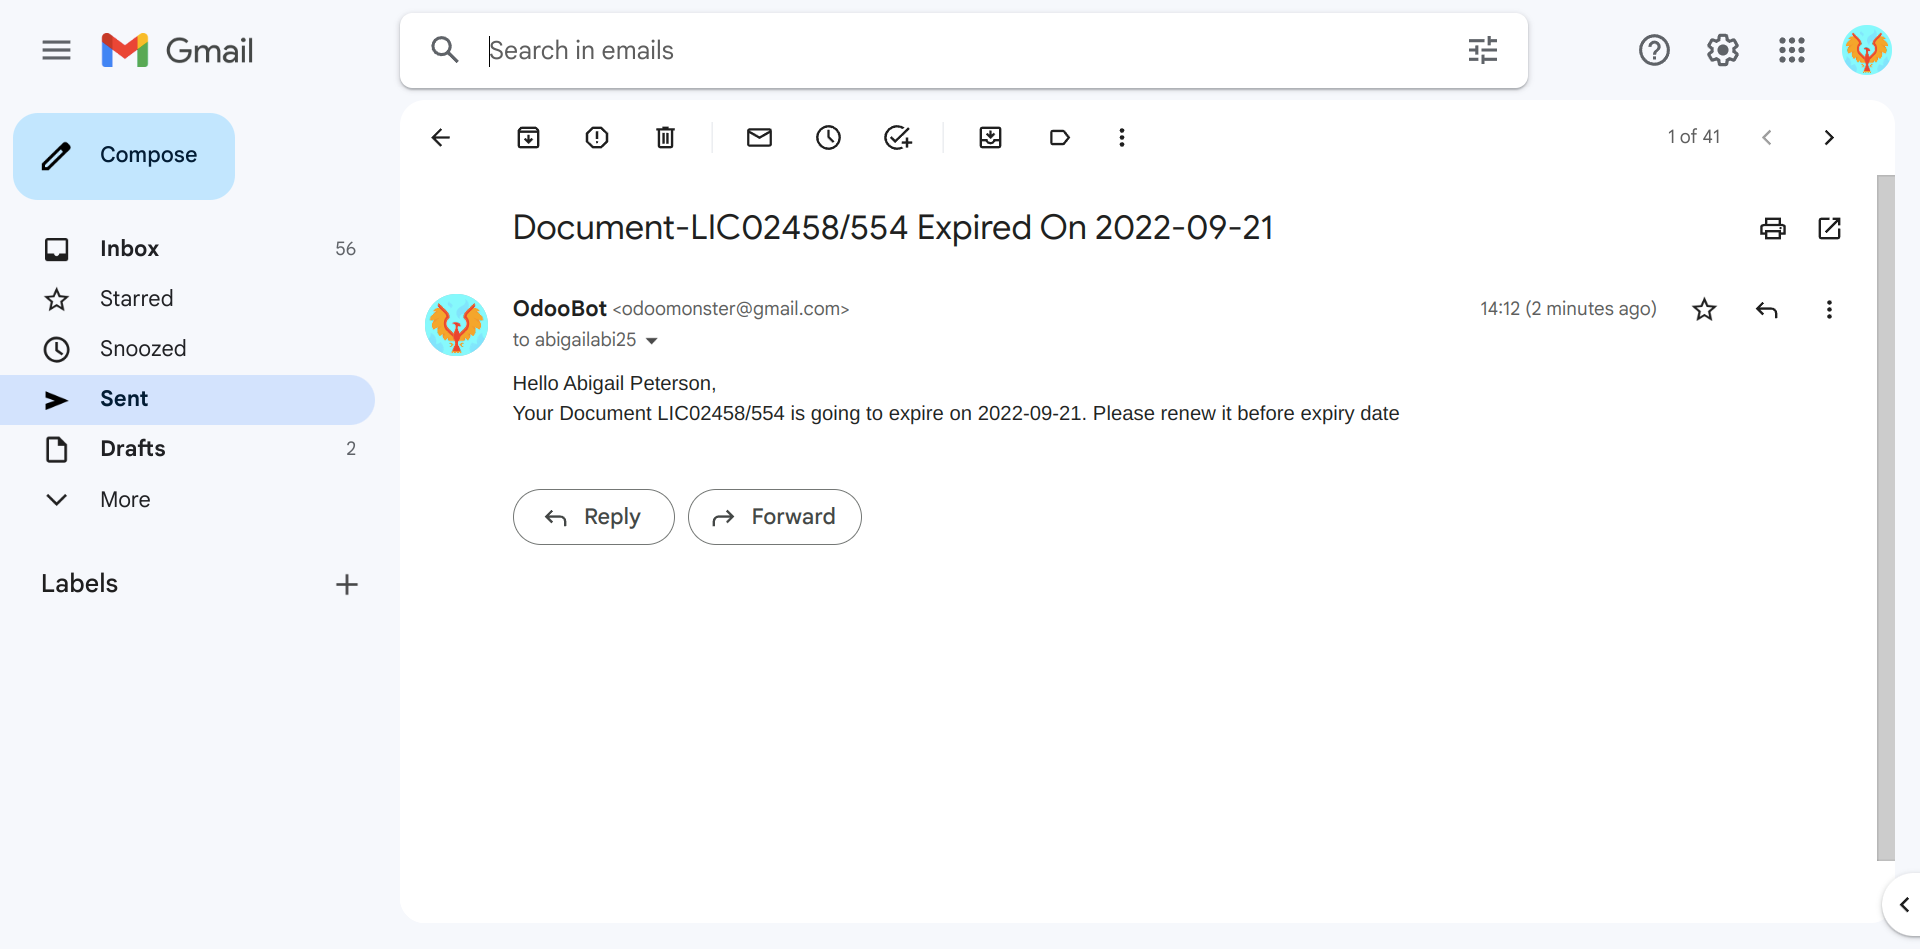 Gmail
Search in emails
Compose
1 of 41
Inbox 56
Starred
Snoozed
Sent
Drafts 2
More
Labels
Document-LIC02458/554 Expired On 2022-09-21
OdooBot <odoomonster@gmail.com>
14:12 (2 minutes ago)
to abigailabi25
Hello Abigail Peterson,
Your Document LIC02458/554 is going to expire on 2022-09-21. Please renew it before expiry date
Reply
Forward